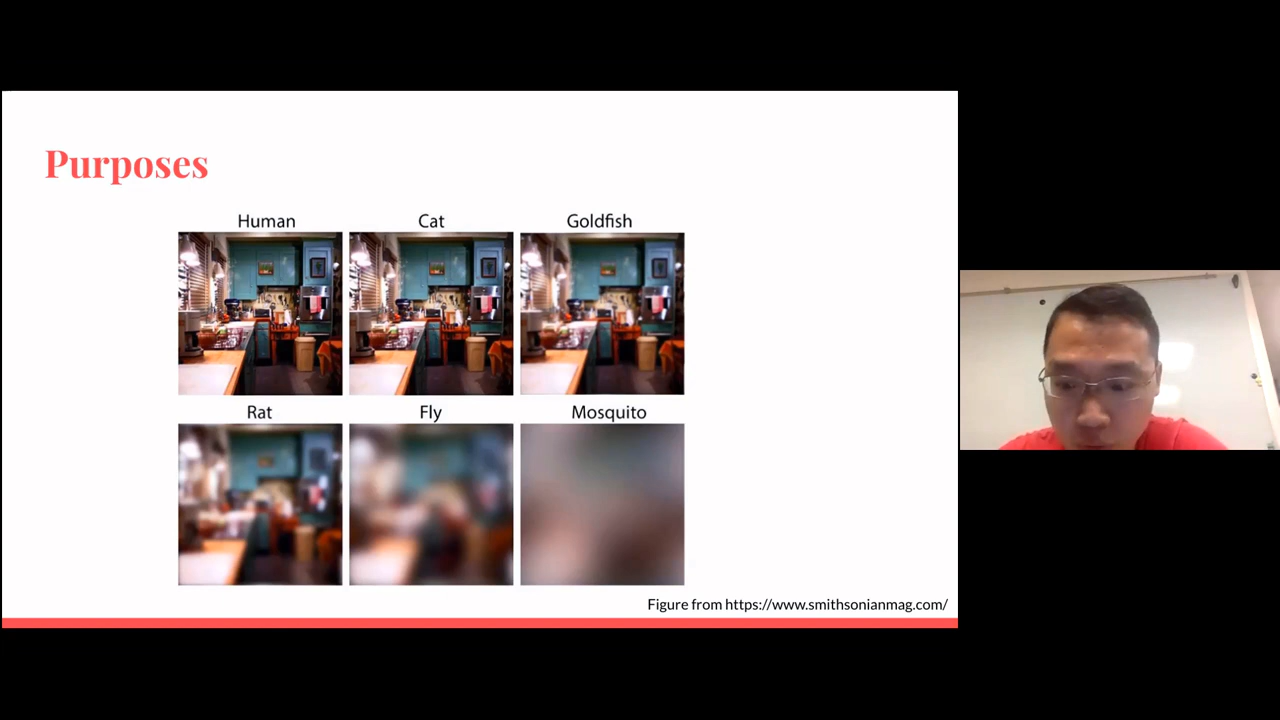 Purposes
Human Cat Goldfish
Rat Fly Mosquito
Figure from https://www.smithsonianmag.com/